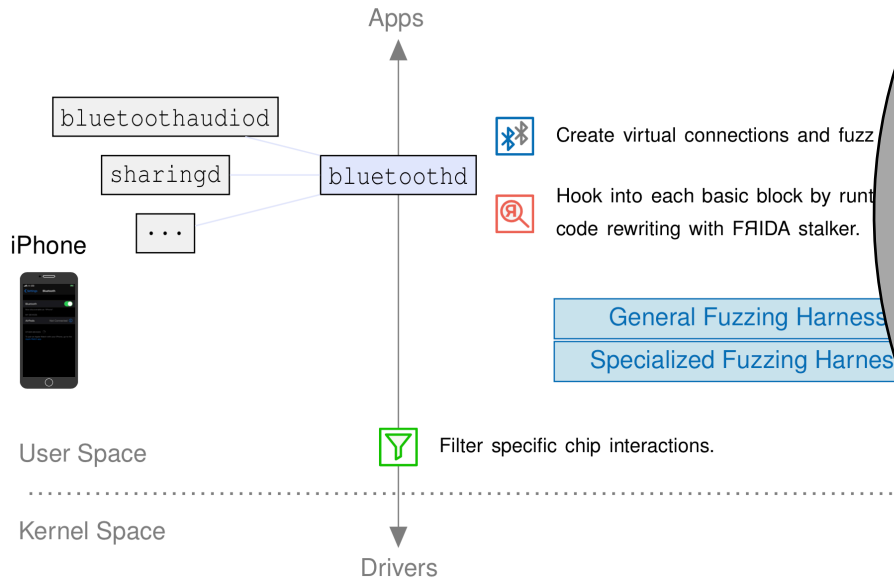 Apps
bluetoothaudiod
sharingd
...
bluetoothd
Create virtual connections and fuzz
Hook into each basic block by runt
code rewriting with FЯIDA stalker.
iPhone
General Fuzzing Harness
Specialized Fuzzing Harnes
Filter specific chip interactions.
User Space
Kernel Space
Drivers